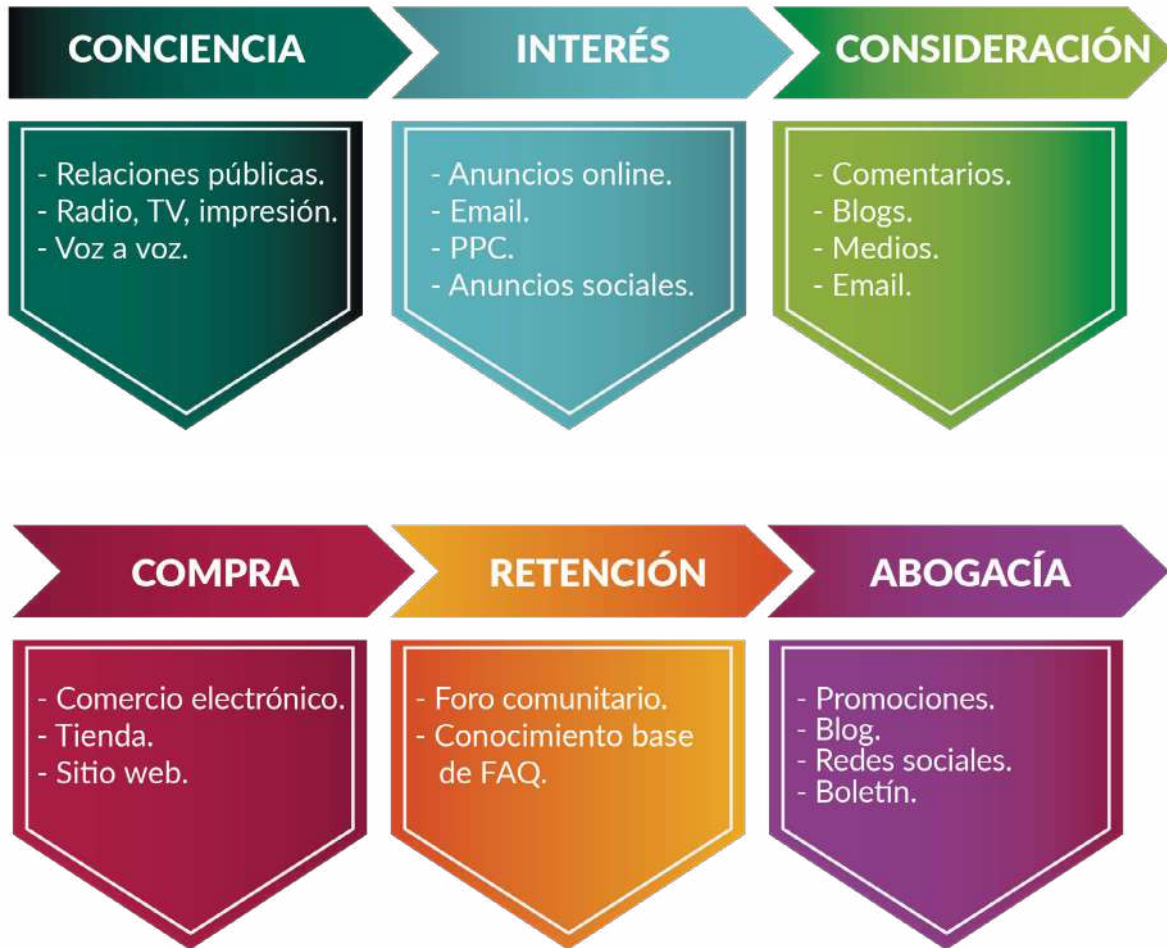 CONCIENCIA
INTERÉS
CONSIDERACIÓN
- Relaciones públicas.
- Radio, TV, impresión.
- Voz a voz.
- Anuncios online.
- Email.
- PPC.
- Anuncios sociales.
- Comentarios.
- Blogs.
- Medios.
- Email.
COMPRA
RETENCIÓN
ABOGACÍA
- Comercio electrónico.
- Tienda.
- Sitio web.
- Foro comunitario.
- Conocimiento base
de FAQ.
- Promociones.
- Blog.
- Redes sociales.
- Boletín.